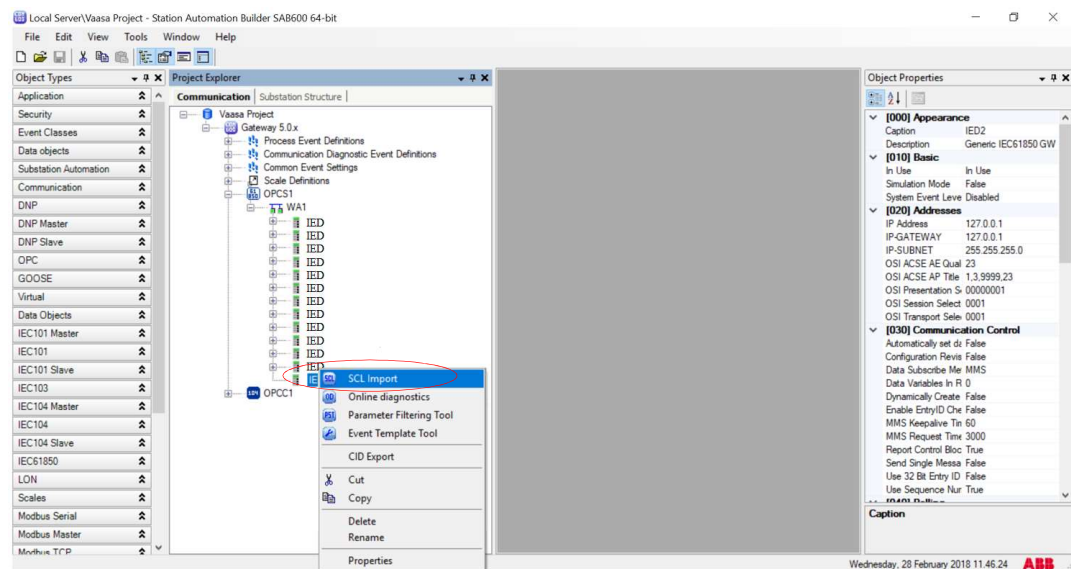 Local Server\Vaasa Project - Station Automation Builder SAB600 64-bit
File Edit View Tools Window Help
Object Types
Application
Security
Event Classes
Data objects
Substation Automation
Communication
DNP
DNP Master
DNP Slave
OPC
GOOSE
Virtual
Data Objects
IEC101 Master
IEC101
IEC101 Slave
IEC103
IEC104 Master
IEC104
IEC104 Slave
IEC61850
LON
Scales
Modbus Serial
Modbus Master
Modbus TCP
Project Explorer
Communication Substation Structure
Vaasa Project
Gateway 5.0.x
Process Event Definitions
Communication Diagnostic Event Definitions
Common Event Settings
Scale Definitions
OPCS1
WA1
IED
IED
IED
IED
IED
IED
IED
IED
IED
IED
IED
IED
OPCC1
SCL Import
Online diagnostics
Parameter Filtering Tool
Event Template Tool
CID Export
Cut
Copy
Delete
Rename
Properties
Object Properties
[000] Appearance
Caption IED2
Description Generic IEC61850 GW
[010] Basic
In Use In Use
Simulation Mode False
System Event Leve Disabled
[020] Addresses
IP Address 127.0.0.1
IP-GATEWAY 127.0.0.1
IP-SUBNET 255.255.255.0
OSI ACSE AE Qual 23
OSI ACSE AP Title 1,3,9999,23
OSI Presentation S 00000001
OSI Session Select 0001
OSI Transport Sele 0001
[030] Communication Control
Automatically set da False
Configuration Revis False
Data Subscribe Me MMS
Data Variables In R 0
Dynamically Create False
Enable EntryID Che False
MMS Keepalive Tin 60
MMS Request Time 3000
Report Control Bloc True
Send Single Messa False
Use 32 Bit Entry ID False
Use Sequence Nur True
[040] Polling
Caption
Wednesday, 28 February 2018 11.46.24 ABB